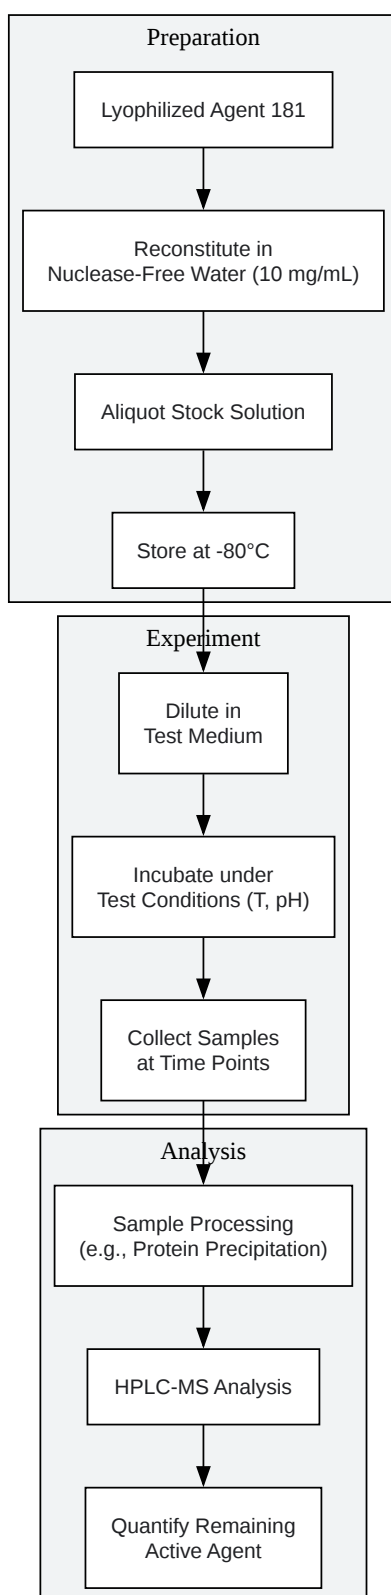 Preparation
Lyophilized Agent 181
Reconstitute in
Nuclease-Free Water (10 mg/mL)
Aliquot Stock Solution
Store at -80°C
Experiment
Dilute in
Test Medium
Incubate under
Test Conditions (T, pH)
Collect Samples
at Time Points
Analysis
Sample Processing
(e.g., Protein Precipitation)
HPLC-MS Analysis
Quantify Remaining
Active Agent